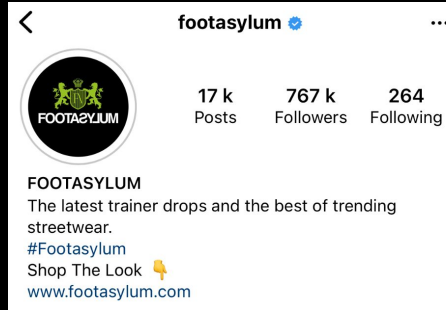 footasylum
17 k
767 k
264
Posts
Followers
Following
FOOTASYLUM
FOOTASYLUM
The latest trainer drops and the best of trending
streetwear.
#Footasylum
Shop The Look 👇
www.footasylum.com